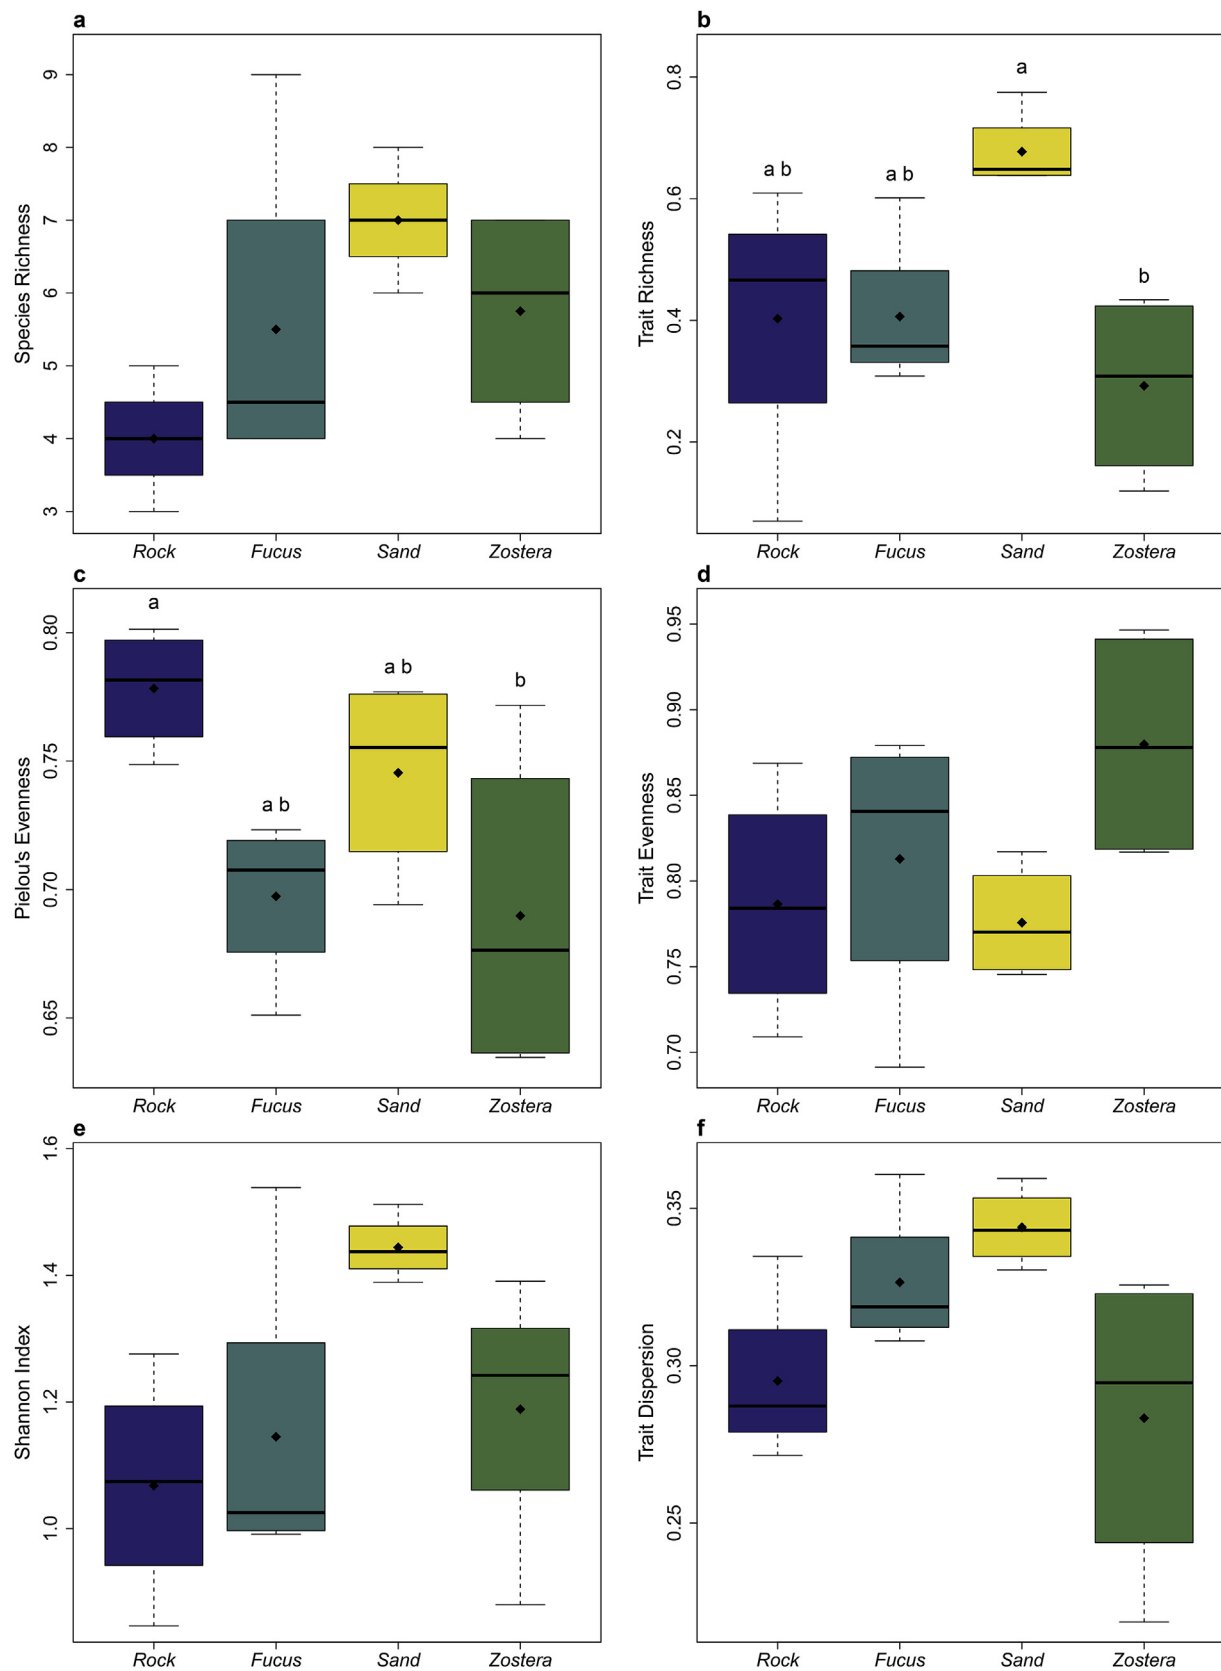 a
Species Richness
9
8
7
6
5
4
3
Rock Fucus Sand Zostera
b
Trait Richness
0.8
0.6
0.4
0.2
a b
a b
a
b
Rock Fucus Sand Zostera
c
Pielou's Evenness
0.80
0.75
0.70
0.65
a
a b
a b
b
Rock Fucus Sand Zostera
d
Trait Evenness
0.95
0.90
0.85
0.80
0.75
0.70
Rock Fucus Sand Zostera
e
Shannon Index
1.6
1.4
1.2
1.0
Rock Fucus Sand Zostera
f
Trait Dispersion
0.35
0.30
0.25
Rock Fucus Sand Zostera